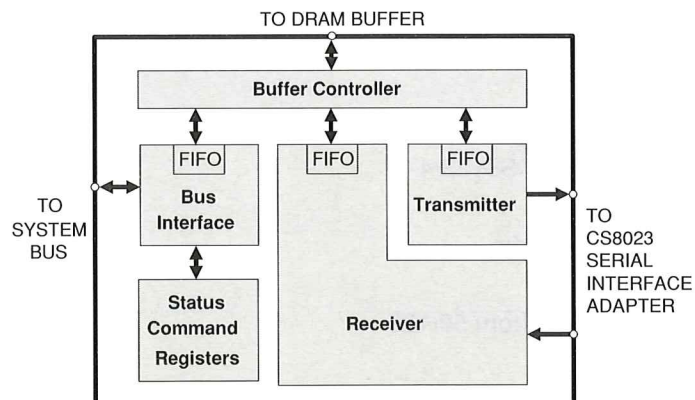 TO DRAM BUFFER
Buffer Controller
FIFO
FIFO
FIFO
Bus
Interface
Transmitter
TO
SYSTEM
BUS
TO
CS8023
SERIAL
INTERFACE
ADAPTER
Status
Command
Registers
Receiver